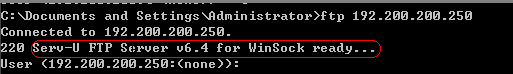 C:\Documents and Settings\Administrator>ftp 192.200.200.250
Connected to 192.200.200.250.
220 Serv-U FTP Server v6.4 for WinSock ready...
User (192.200.200.250:(none)):